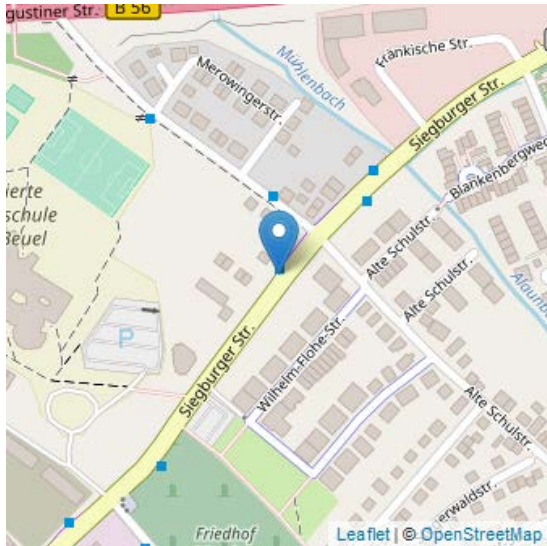 gustiner Str.
B 56
Merowingerstr.
Mühlenbach
Fränkische Str.
Siegburger Str.
Blankenbergweg
ierte
schule
Beuel
P
Alte Schulstr.
Alte Schulstr.
Alaunb
Siegburger Str.
Wilhelm-Flohe-Str.
Alte Schulstr.
erwaldstr.
Friedhof
Leaflet | © OpenStreetMap